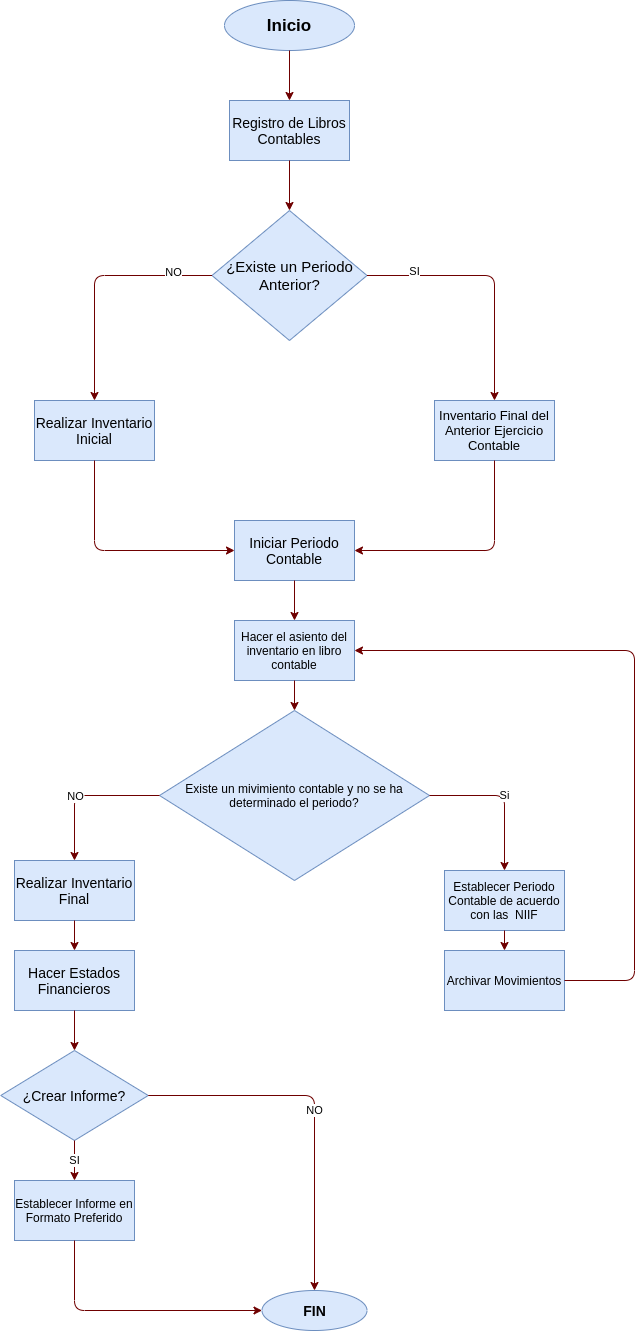 Inicio
Registro de Libros
Contables
¿Existe un Periodo
Anterior?
NO
SI
Realizar Inventario
Inicial
Inventario Final del
Anterior Ejercicio
Contable
Iniciar Periodo
Contable
Hacer el asiento del
inventario en libro
contable
Existe un mivimiento contable y no se ha
determinado el periodo?
NO
Si
Realizar Inventario
Final
Establecer Periodo
Contable de acuerdo
con las NIIF
Hacer Estados
Financieros
Archivar Movimientos
¿Crear Informe?
NO
SI
Establecer Informe en
Formato Preferido
FIN